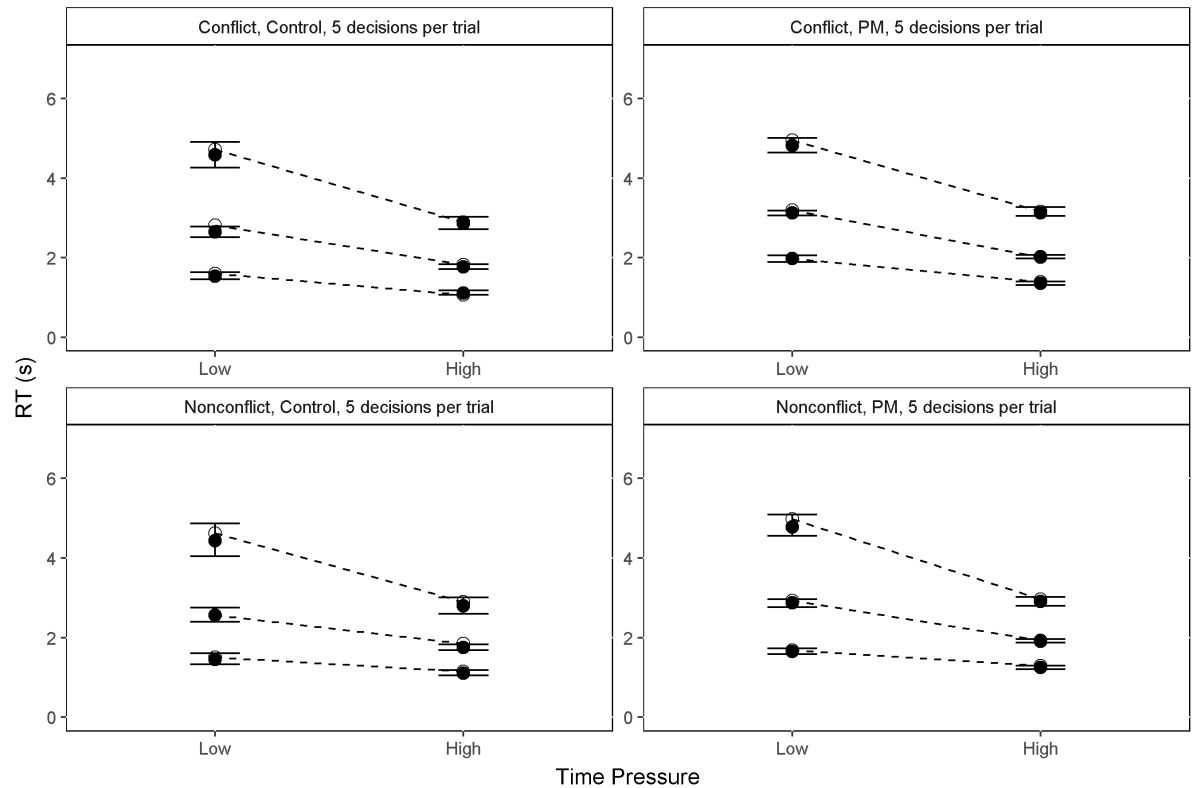 Conflict, Control, 5 decisions per trial
Conflict, PM, 5 decisions per trial
6
4
2
0
6
4
2
0
Low
High
Low
High
RT (s)
Nonconflict, Control, 5 decisions per trial
Nonconflict, PM, 5 decisions per trial
6
4
2
0
6
4
2
0
Low
High
Low
High
Time Pressure